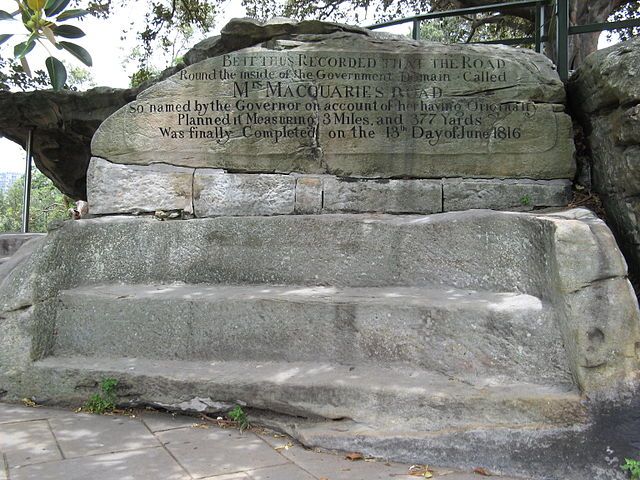 BE IT THUS RECORDED THAT THE ROAD
Round the inside of the Government Domain Called
Mrs MACQUARIES ROAD
So named by the Governor on account of her having Originally
Planned it Measuring 3 Miles, and 377 Yards
Was finally Completed on the 13th Day of June 1816